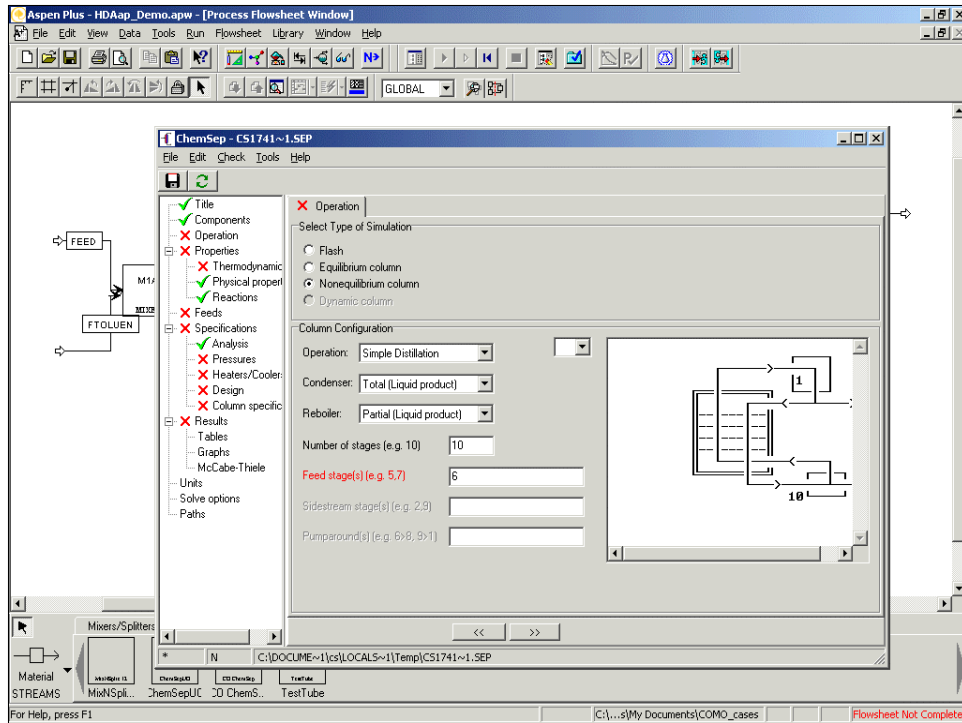 Aspen Plus - HDAap_Demo.apw - [Process Flowsheet Window]
File Edit View Data Tools Run Flowsheet Library Window Help
N»
GLOBAL
ChemSep - CS1741~1.SEP
File Edit Check Tools Help
Title
Components
Operation
Properties
Thermodynamic
Physical propert
Reactions
Feeds
Specifications
Analysis
Pressures
Heaters/Cooler
Design
Column specific
Results
Tables
Graphs
McCabe-Thiele
Units
Solve options
Paths
Operation
Select Type of Simulation
Flash
Equilibrium column
Nonequilibrium column
Dynamic column
Column Configuration
Operation: Simple Distillation
Condenser: Total (Liquid product)
Reboiler: Partial (Liquid product)
Number of stages (e.g. 10) 10
Feed stage(s) (e.g. 5,7) 6
Sidestream stage(s) (e.g. 2,9)
Pumparound(s) (e.g. 6>8, 9>1)
1
10
<< >>
* N C:\DOCUME~1\cs\LOCALS~1\Temp\CS1741~1.SEP
FEED
M1A
MIXE
FTOLUEN
Mixers/Splitters
Material
STREAMS
MixNSpli...
ChemSepUO
ChemSepUC
CO ChemSep
CO ChemS..
TestTube
TestTube
For Help, press F1
C:\...s\My Documents\COMO_cases
Flowsheet Not Complete